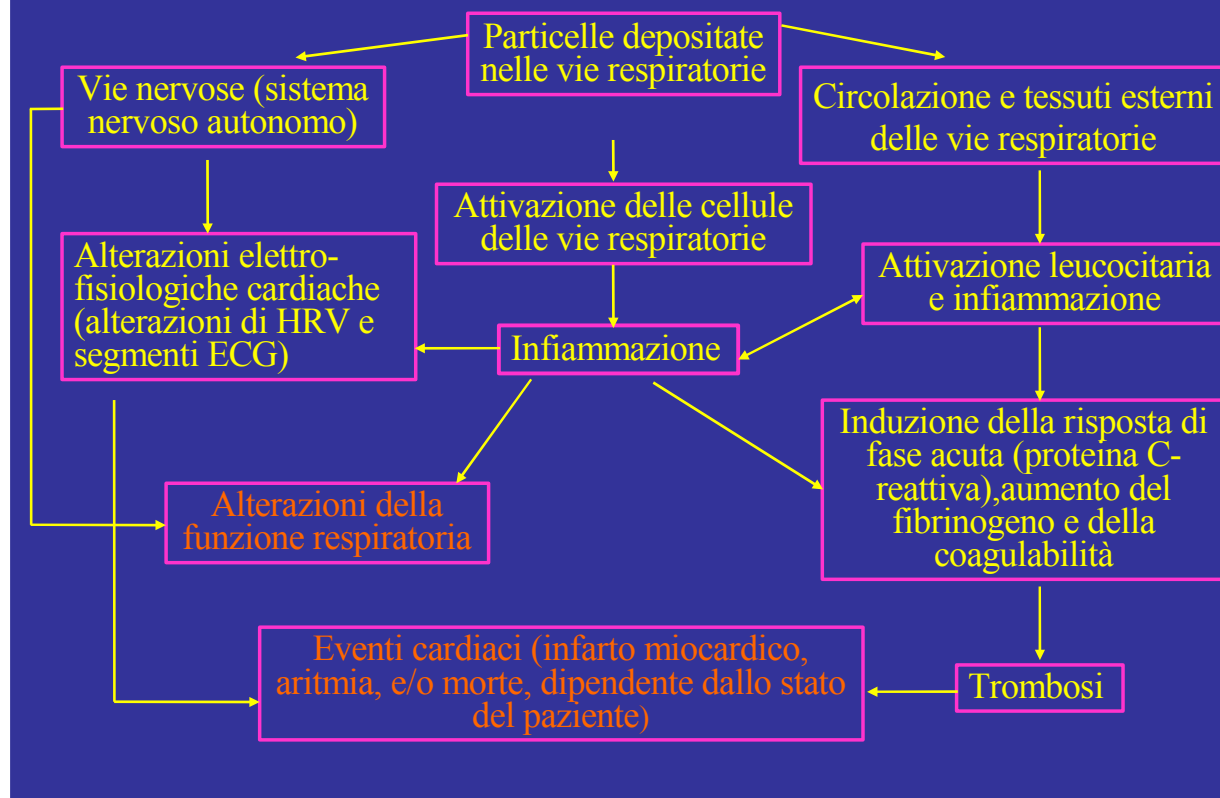 Particelle depositate
nelle vie respiratorie
Vie nervose (sistema
nervoso autonomo)
Circolazione e tessuti esterni
delle vie respiratorie
Attivazione delle cellule
delle vie respiratorie
Alterazioni elettro-
fisiologiche cardiache
(alterazioni di HRV e
segmenti ECG)
Attivazione leucocitaria
e infiammazione
Infiammazione
Induzione della risposta di
fase acuta (proteina C-
reattiva),aumento del
fibrinogeno e della
coagulabilità
Alterazioni della
funzione respiratoria
Eventi cardiaci (infarto miocardico,
aritmia, e/o morte, dipendente dallo stato
del paziente)
Trombosi